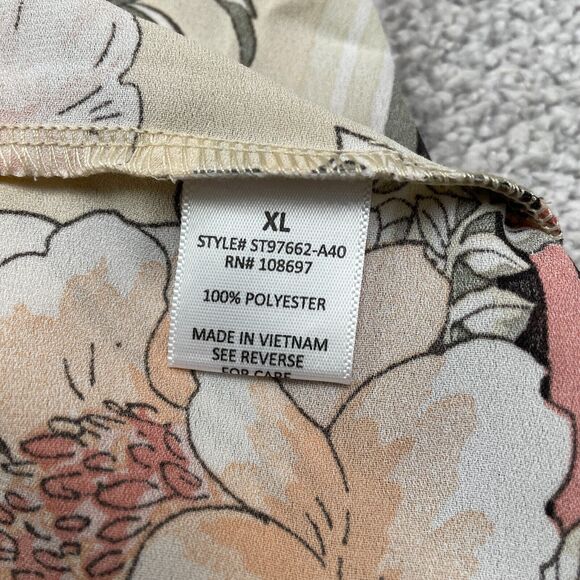 XL
STYLE# ST97662-A40
RN# 108697
100% POLYESTER
MADE IN VIETNAM
SEE REVERSE
FOR CARE